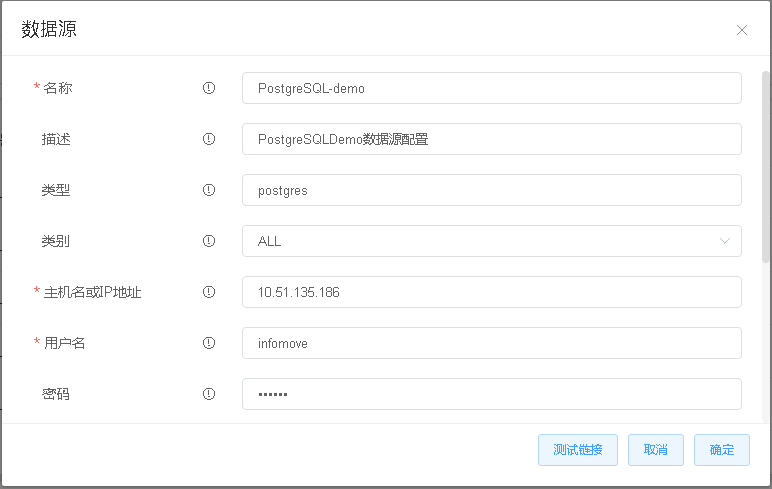 数据源
* 名称 PostgreSQL-demo
描述 PostgreSQLDemo数据源配置
类型 postgres
类别 ALL
* 主机名或IP地址 10.51.135.186
* 用户名 infomove
密码 ••••••
测试链接 取消 确定